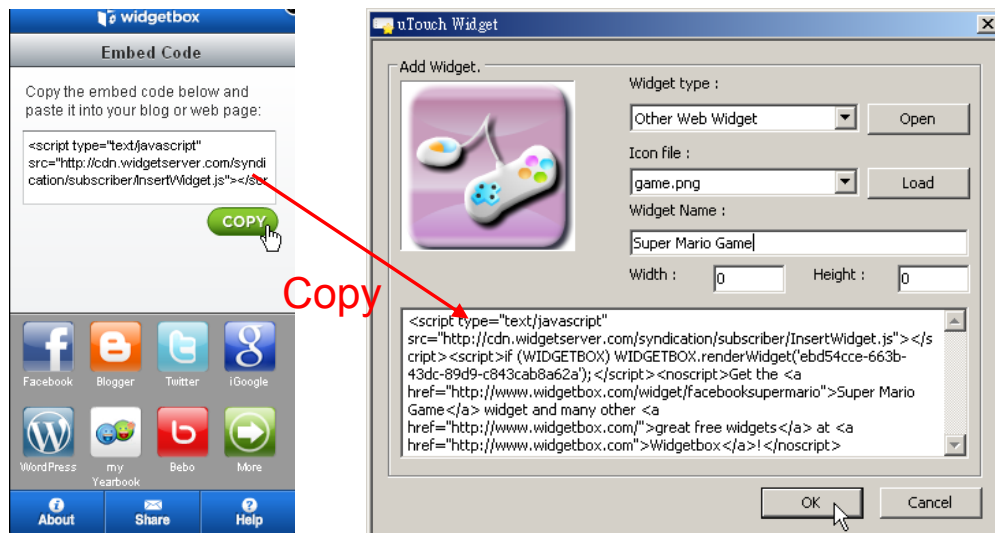 widgetbox
Embed Code
Copy the embed code below and
paste it into your blog or web page:
<script type="text/javascript"
src="http://cdn.widgetserver.com/syndi
cation/subscriber/InsertWidget.js"></scr
COPY
Facebook
Blogger
Twitter
iGoogle
WordPress
my
Yearbook
Bebo
More
About
Share
Help
Copy
uTouch Widget
Add Widget.
Widget type :
Other Web Widget
Open
Icon file :
game.png
Load
Widget Name :
Super Mario Game
Width :
0
Height :
0
<script type="text/javascript"
src="http://cdn.widgetserver.com/syndication/subscriber/InsertWidget.js"></s
cript><script>if (WIDGETBOX) WIDGETBOX.renderWidget('ebd54cce-663b-
43dc-89d9-c843cab8a62a');</script><noscript>Get the <a
href="http://www.widgetbox.com/widget/facebooksupermario">Super Mario
Game</a> widget and many other <a
href="http://www.widgetbox.com/">great free widgets</a> at <a
href="http://www.widgetbox.com">Widgetbox</a>!</noscript>
OK
Cancel